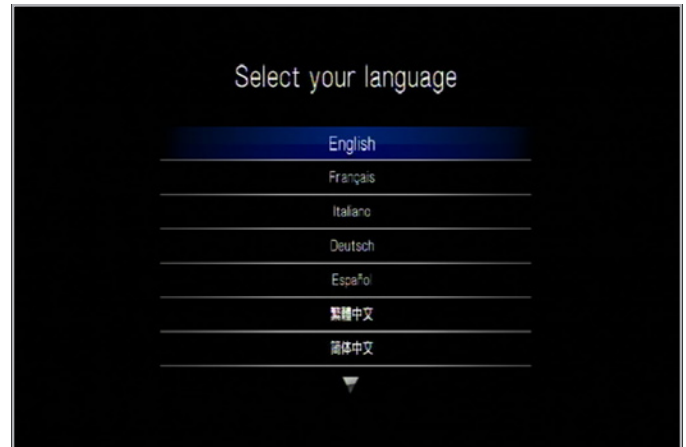 Select your language
English
Français
Italiano
Deutsch
Español
繁體中文
简体中文